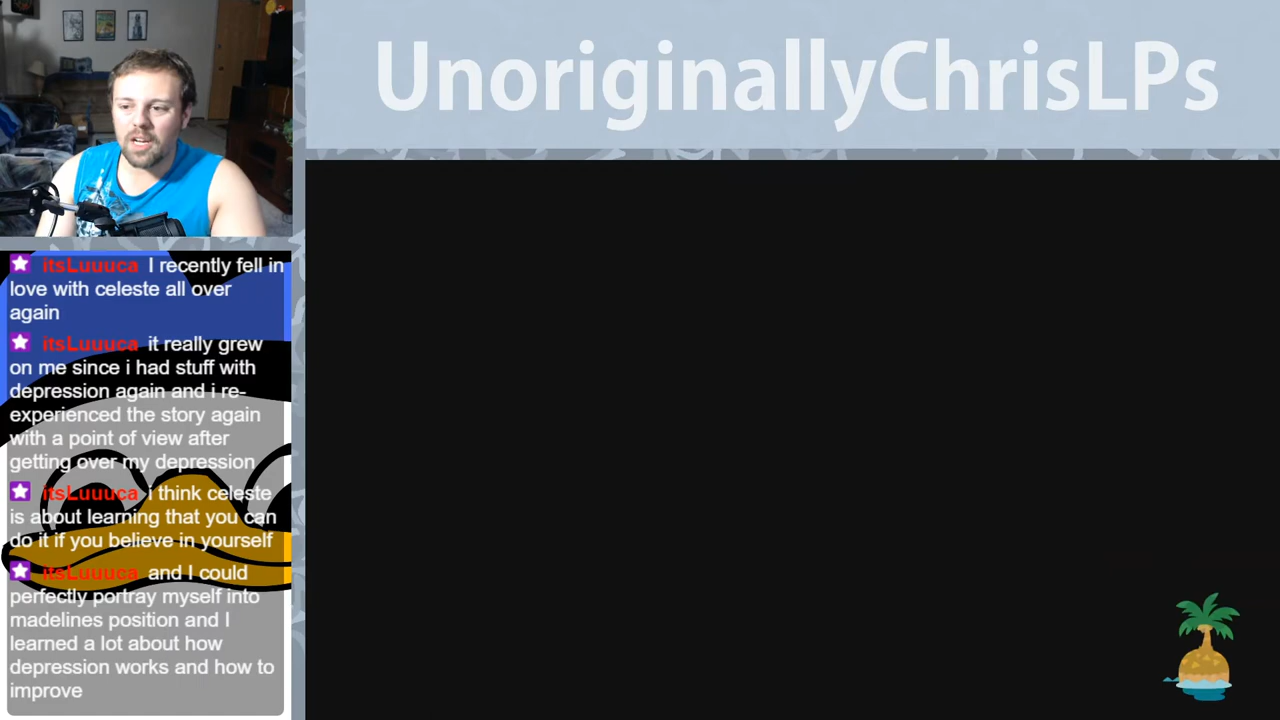 UnoriginallyChrisLPs
itsLuuuca I recently fell in
love with celeste all over
again
itsLuuuca it really grew
on me since i had stuff with
depression again and i re-
experienced the story again
with a point of view after
getting over my depression
itsLuuuca i think celeste
is about learning that you can
do it if you believe in yourself
itsLuuuca and I could
perfectly portray myself into
madelines position and I
learned a lot about how
depression works and how to
improve